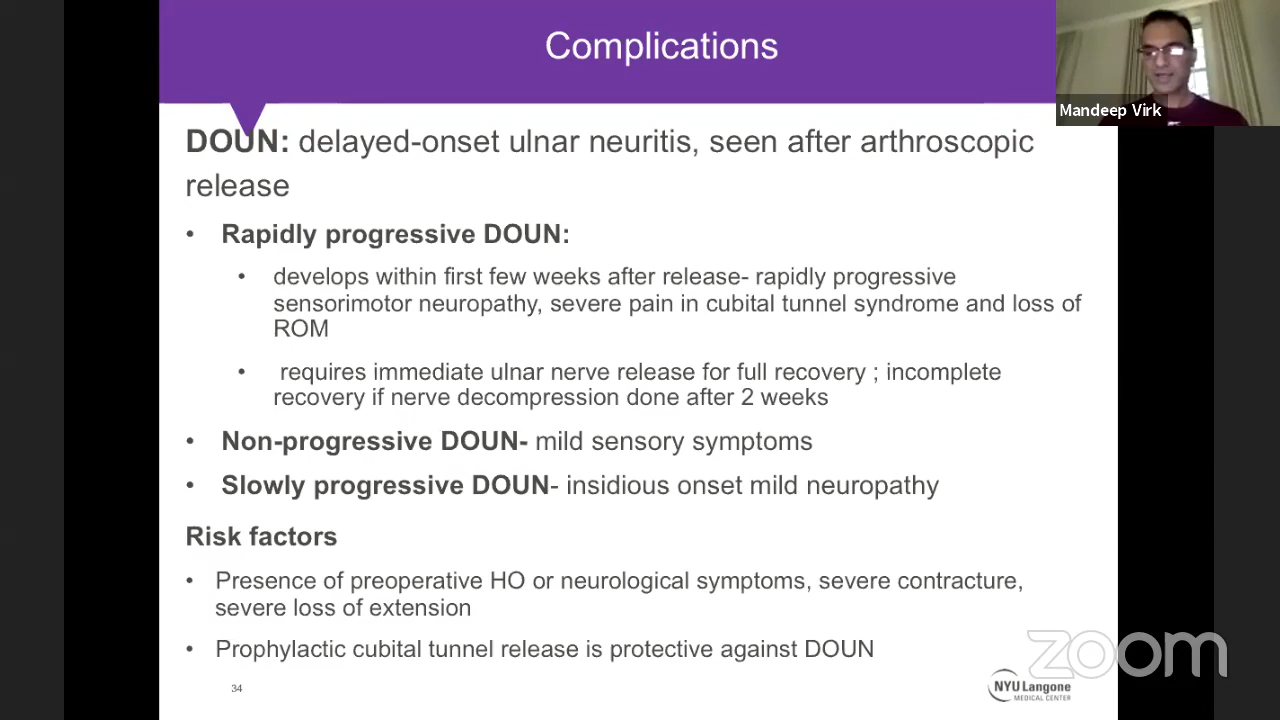 Complications
Mandeep Virk
DOUN: delayed-onset ulnar neuritis, seen after arthroscopic
release
• Rapidly progressive DOUN:
• develops within first few weeks after release- rapidly progressive
sensorimotor neuropathy, severe pain in cubital tunnel syndrome and loss of
ROM
• requires immediate ulnar nerve release for full recovery ; incomplete
recovery if nerve decompression done after 2 weeks
• Non-progressive DOUN- mild sensory symptoms
• Slowly progressive DOUN- insidious onset mild neuropathy
Risk factors
• Presence of preoperative HO or neurological symptoms, severe contracture,
severe loss of extension
• Prophylactic cubital tunnel release is protective against DOUN
zoom
34
NYU Langone
MEDICAL CENTER